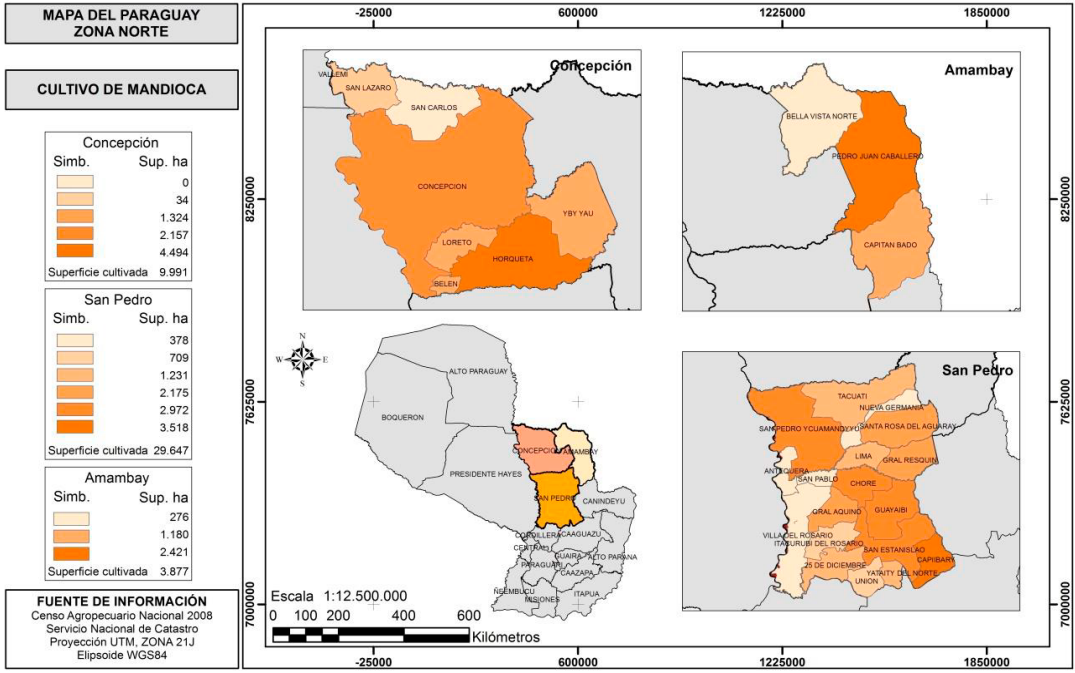 MAPA DEL PARAGUAY
ZONA NORTE
CULTIVO DE MANDIOCA
Concepción
Simb. Sup. ha
0
34
1.324
2.157
4.494
Superficie cultivada 9.991
San Pedro
Simb. Sup. ha
378
709
1.231
2.175
2.972
3.518
Superficie cultivada 29.647
Amambay
Simb. Sup. ha
276
1.180
2.421
Superficie cultivada 3.877
FUENTE DE INFORMACIÓN
Censo Agropecuario Nacional 2008
Servicio Nacional de Catastro
Proyección UTM, ZONA 21J
Elipsoide WGS84
-25000 600000 1225000 1850000
8250000
7625000
7000000
Concepción
VALLEMI
SAN LAZARO
SAN CARLOS
CONCEPCION
YBY YAU
LORETO
HORQUETA
BELEN
Amambay
BELLA VISTA NORTE
PEDRO JUAN CABALLERO
CAPITAN BADO
N
W E
S
ALTO PARAGUAY
BOQUERON
CONCEPCION
AMAMBAY
PRESIDENTE HAYES
SAN PEDRO
CANINDEYU
CORDILLERA
CAAGUAZU
CENTRAL
GUAIRA
ALTO PARANA
PARAGUARI
CAAZAPA
ÑEEMBUCU
MISIONES
ITAPUA
Escala 1:12.500.000
0 100 200 400 600
Kilómetros
San Pedro
TACUATI
NUEVA GERMANIA
SAN PEDRO YCUAMANDYYU
SANTA ROSA DEL AGUARAY
LIMA
GRAL RESQUIN
ANTEQUERA
SAN PABLO
CHORE
GRAL AQUINO
GUAYAIBI
VILLA DEL ROSARIO
ITACURUBI DEL ROSARIO
SAN ESTANISLAO
CAPIIBARY
25 DE DICIEMBRE
YATAITY DEL NORTE
UNION
8250000
7625000
7000000
-25000 600000 1225000 1850000